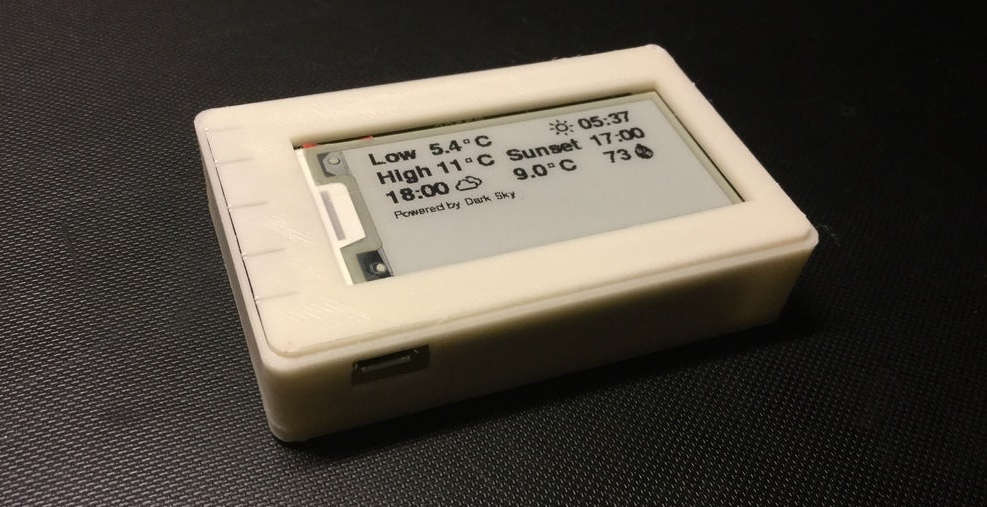 Low 5.4°C 05:37
High 11°C Sunset 17:00
18:00 9.0°C 73
Powered by Dark Sky